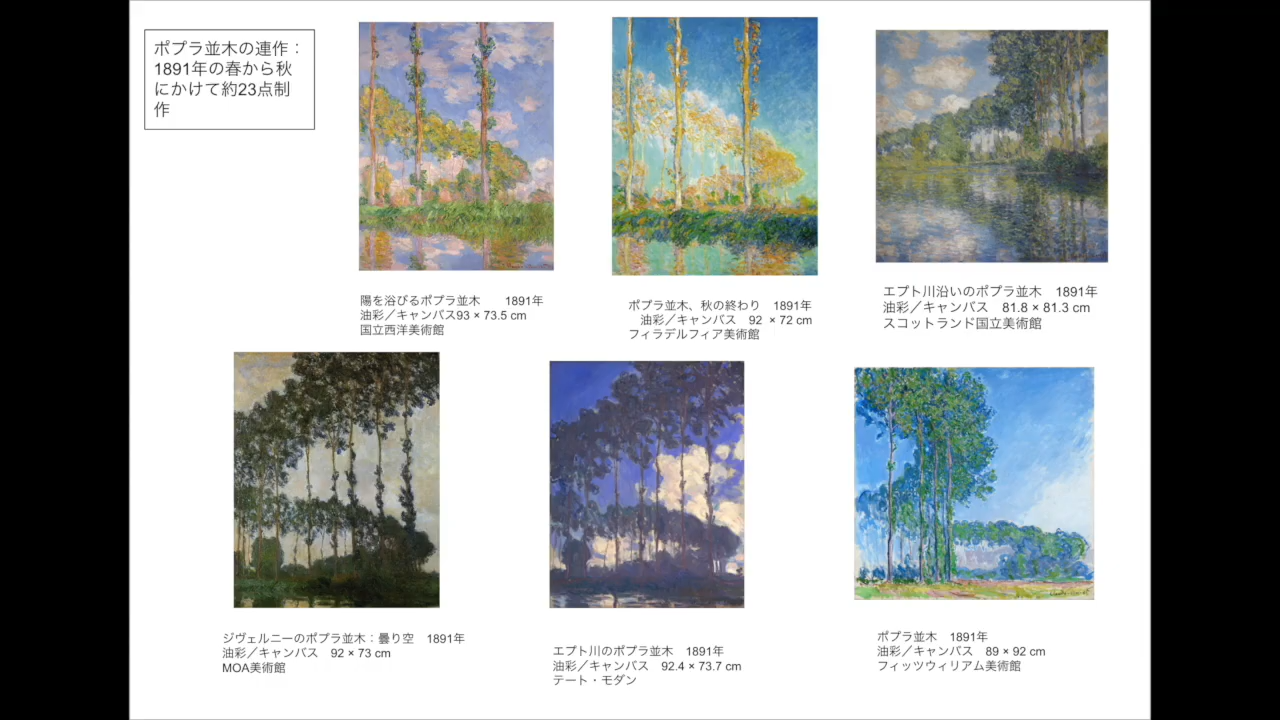 ポプラ並木の連作：
1891年の春から秋
にかけて約23点制
作
陽を浴びるポプラ並木　　1891年
油彩／キャンバス93 × 73.5 cm
国立西洋美術館
ポプラ並木、秋の終わり　1891年
油彩／キャンバス　92 × 72 cm
フィラデルフィア美術館
エプト川沿いのポプラ並木　1891年
油彩／キャンバス　81.8 × 81.3 cm
スコットランド国立美術館
ジヴェルニーのポプラ並木：曇り空　1891年
油彩／キャンバス　92 × 73 cm
MOA美術館
エプト川のポプラ並木　1891年
油彩／キャンバス　92.4 × 73.7 cm
テート・モダン
ポプラ並木　1891年
油彩／キャンバス　89 × 92 cm
フィッツウィリアム美術館